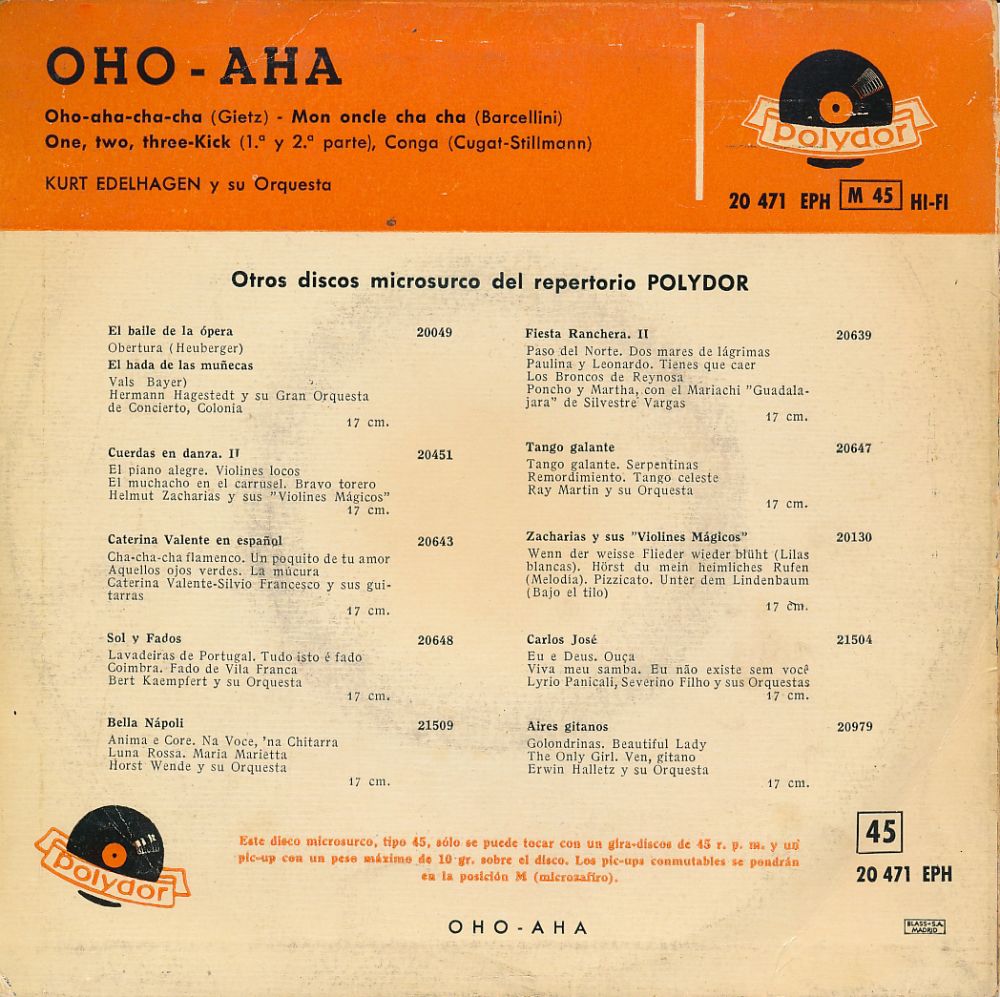 OHO - AHA
Oho-aha-cha-cha (Gietz) - Mon oncle cha cha (Barcellini)
One, two, three-Kick (1.ª y 2.ª parte), Conga (Cugat-Stillmann)
KURT EDELHAGEN y su Orquesta
polydor
20 471 EPH M 45 HI-FI
Otros discos microsurco del repertorio POLYDOR
El baile de la ópera 20049
Obertura (Heuberger)
El hada de las muñecas
Vals Bayer)
Hermann Hagestedt y su Gran Orquesta
de Concierto, Colonia
17 cm.
Cuerdas en danza. II 20451
El piano alegre. Violines locos
El muchacho en el carrusel. Bravo torero
Helmut Zacharias y sus "Violines Mágicos"
17 cm.
Caterina Valente en español 20643
Cha-cha-cha flamenco. Un poquito de tu amor
Aquellos ojos verdes. La múcura
Caterina Valente-Silvio Francesco y sus gui-
tarras
17 cm.
Sol y Fados 20648
Lavadeiras de Portugal. Tudo isto é fado
Coimbra. Fado de Vila Franca
Bert Kaempfert y su Orquesta
17 cm.
Bella Nápoli 21509
Anima e Core. Na Voce, 'na Chitarra
Luna Rossa. Maria Marietta
Horst Wende y su Orquesta
17 cm.
Fiesta Ranchera. II 20639
Paso del Norte. Dos mares de lágrimas
Paulina y Leonardo. Tienes que caer
Los Broncos de Reynosa
Poncho y Martha, con el Mariachi "Guadala-
jara" de Silvestre Vargas
17 cm.
Tango galante 20647
Tango galante. Serpentinas
Remordimiento. Tango celeste
Ray Martin y su Orquesta
17 cm.
Zacharias y sus "Violines Mágicos" 20130
Wenn der weisse Flieder wieder blüht (Lilas
blancas). Hörst du mein heimliches Rufen
(Melodía). Pizzicato. Unter dem Lindenbaum
(Bajo el tilo)
17 cm.
Carlos José 21504
Eu e Deus. Ouça
Viva meu samba. Eu não existe sem você
Lyrio Panicali, Severino Filho y sus Orquestas
17 cm.
Aires gitanos 20979
Golondrinas. Beautiful Lady
The Only Girl. Ven, gitano
Erwin Halletz y su Orquesta
17 cm.
polydor
Este disco microsurco, tipo 45, sólo se puede tocar con un gira-discos de 45 r. p. m. y un
pic-up con un peso máximo de 10 gr. sobre el disco. Los pic-ups conmutables se pondrán
en la posición M (microzafiro).
45
20 471 EPH
OHO-AHA
BLASS-S.A.
MADRID